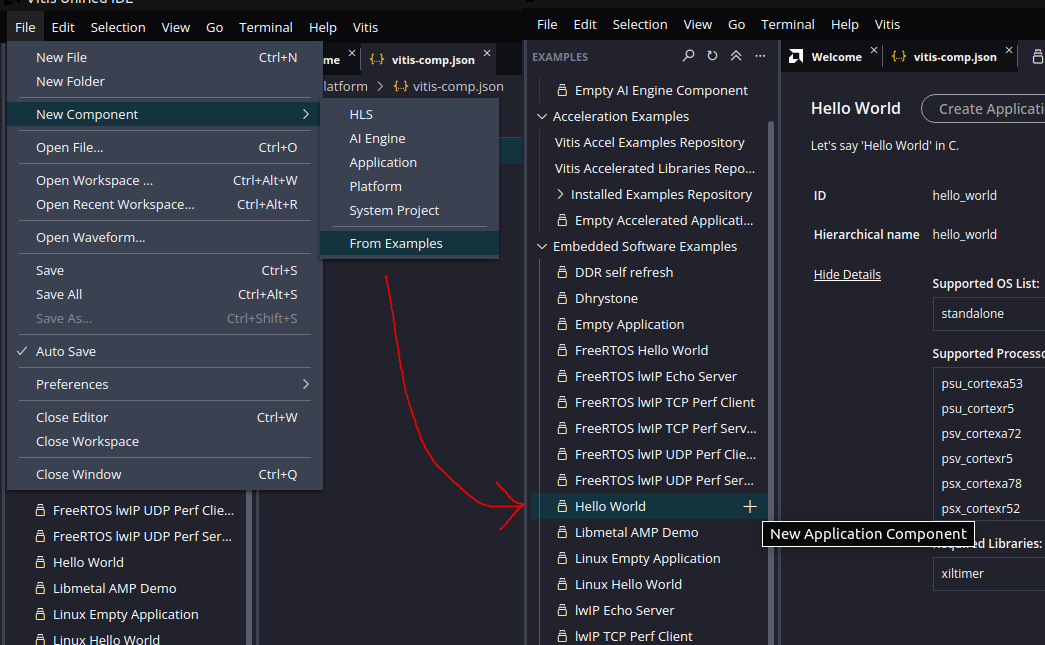 Vitis Unified IDE
File Edit Selection View Go Terminal Help Vitis
New File Ctrl+N
New Folder
New Component
Open File... Ctrl+O
Open Workspace ... Ctrl+Alt+W
Open Recent Workspace... Ctrl+Alt+R
Open Waveform...
Save Ctrl+S
Save All Ctrl+Alt+S
Save As... Ctrl+Shift+S
Auto Save
Preferences
Close Editor Ctrl+W
Close Workspace
Close Window Ctrl+Q
FreeRTOS lwIP UDP Perf Clie...
FreeRTOS lwIP UDP Perf Ser...
Hello World
Libmetal AMP Demo
Linux Empty Application
Linux Hello World
me vitis-comp.json
latform > {..} vitis-comp.json
HLS
AI Engine
Application
Platform
System Project
From Examples
File Edit Selection View Go Terminal Help Vitis
EXAMPLES
Empty AI Engine Component
Acceleration Examples
Vitis Accel Examples Repository
Vitis Accelerated Libraries Repo...
Installed Examples Repository
Empty Accelerated Applicati...
Embedded Software Examples
DDR self refresh
Dhrystone
Empty Application
FreeRTOS Hello World
FreeRTOS lwIP Echo Server
FreeRTOS lwIP TCP Perf Client
FreeRTOS lwIP TCP Perf Serv...
FreeRTOS lwIP UDP Perf Clie...
FreeRTOS lwIP UDP Perf Ser...
Hello World
Libmetal AMP Demo
Linux Empty Application
Linux Hello World
lwIP Echo Server
lwIP TCP Perf Client
New Application Component
Welcome vitis-comp.json
Hello World Create Applicati
Let's say 'Hello World' in C.
ID hello_world
Hierarchical name hello_world
Hide Details
Supported OS List:
standalone
Supported Processo
psu_cortexa53
psu_cortexr5
psv_cortexa72
psv_cortexr5
psx_cortexa78
psx_cortexr52
Libraries:
xiltimer